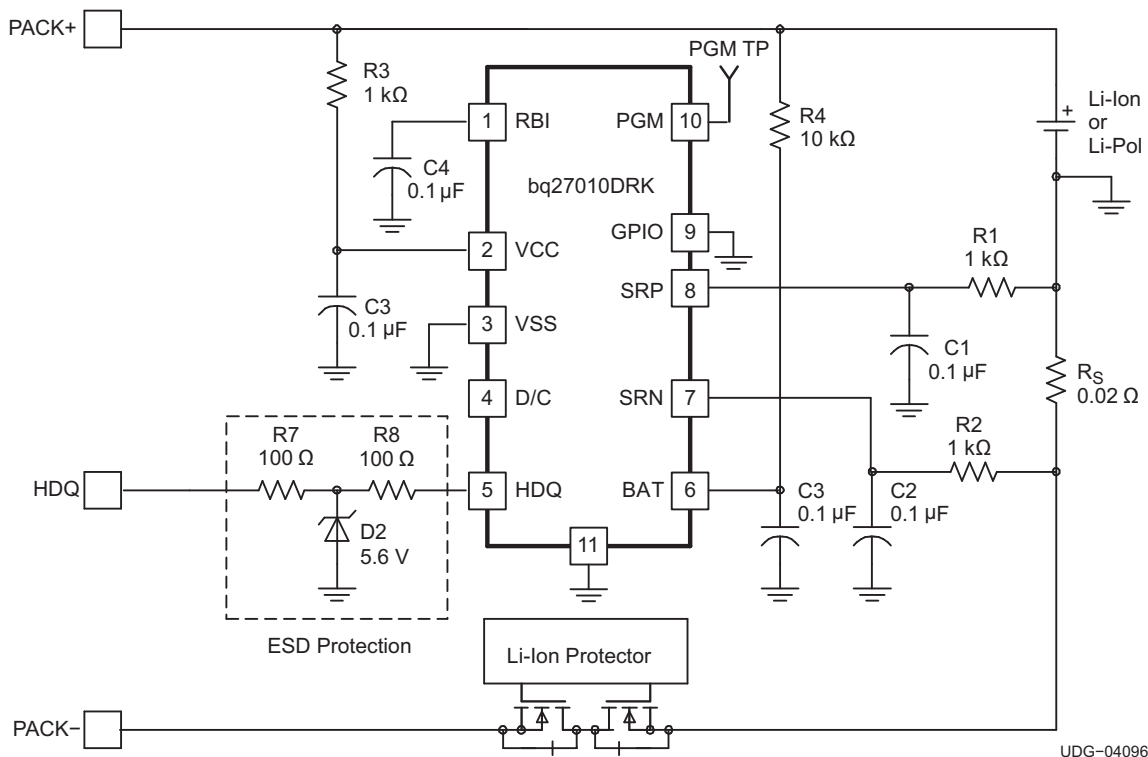 PACK+
R3
1 kΩ
PGM TP
1
RBI
PGM
10
R4
10 kΩ
+
Li-Ion
or
Li-Pol
C4
0.1 μF
bq27010DRK
GPIO
9
R1
1 kΩ
2
VCC
SRP
8
C3
0.1 μF
3
VSS
C1
0.1 μF
RS
0.02 Ω
4
D/C
SRN
7
R2
1 kΩ
R7
100 Ω
R8
100 Ω
HDQ
5
HDQ
BAT
6
C3
0.1 μF
C2
0.1 μF
D2
5.6 V
11
ESD Protection
Li-Ion Protector
PACK−
UDG−04096